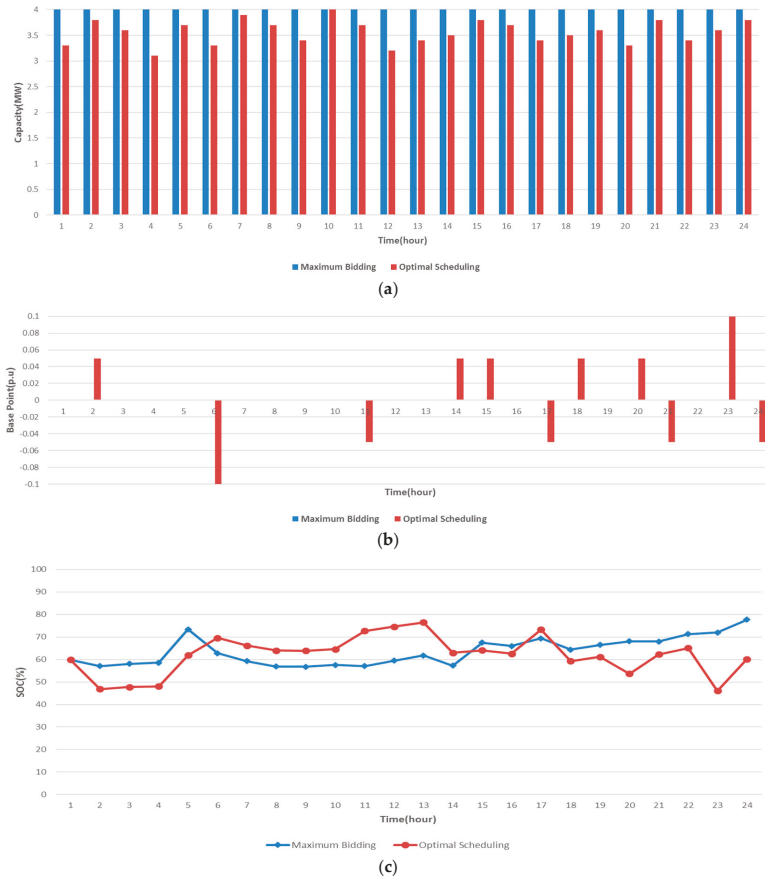 4
3.5
3
2.5
2
1.5
1
0.5
0
Capacity(MW)
1 2 3 4 5 6 7 8 9 10 11 12 13 14 15 16 17 18 19 20 21 22 23 24
Time(hour)
Maximum Bidding Optimal Scheduling
(a)
0.1
0.08
0.06
0.04
0.02
0
-0.02
-0.04
-0.06
-0.08
-0.1
Base Point(p.u)
1 2 3 4 5 6 7 8 9 10 11 12 13 14 15 16 17 18 19 20 21 22 23 24
Time(hour)
Maximum Bidding Optimal Scheduling
(b)
100
90
80
70
60
50
40
30
20
10
0
SOC(%)
1 2 3 4 5 6 7 8 9 10 11 12 13 14 15 16 17 18 19 20 21 22 23 24
Time(hour)
Maximum Bidding Optimal Scheduling
(c)